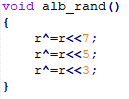 void alb_rand()
{
r^=r<<7;
r^=r<<5;
r^=r<<3;
}